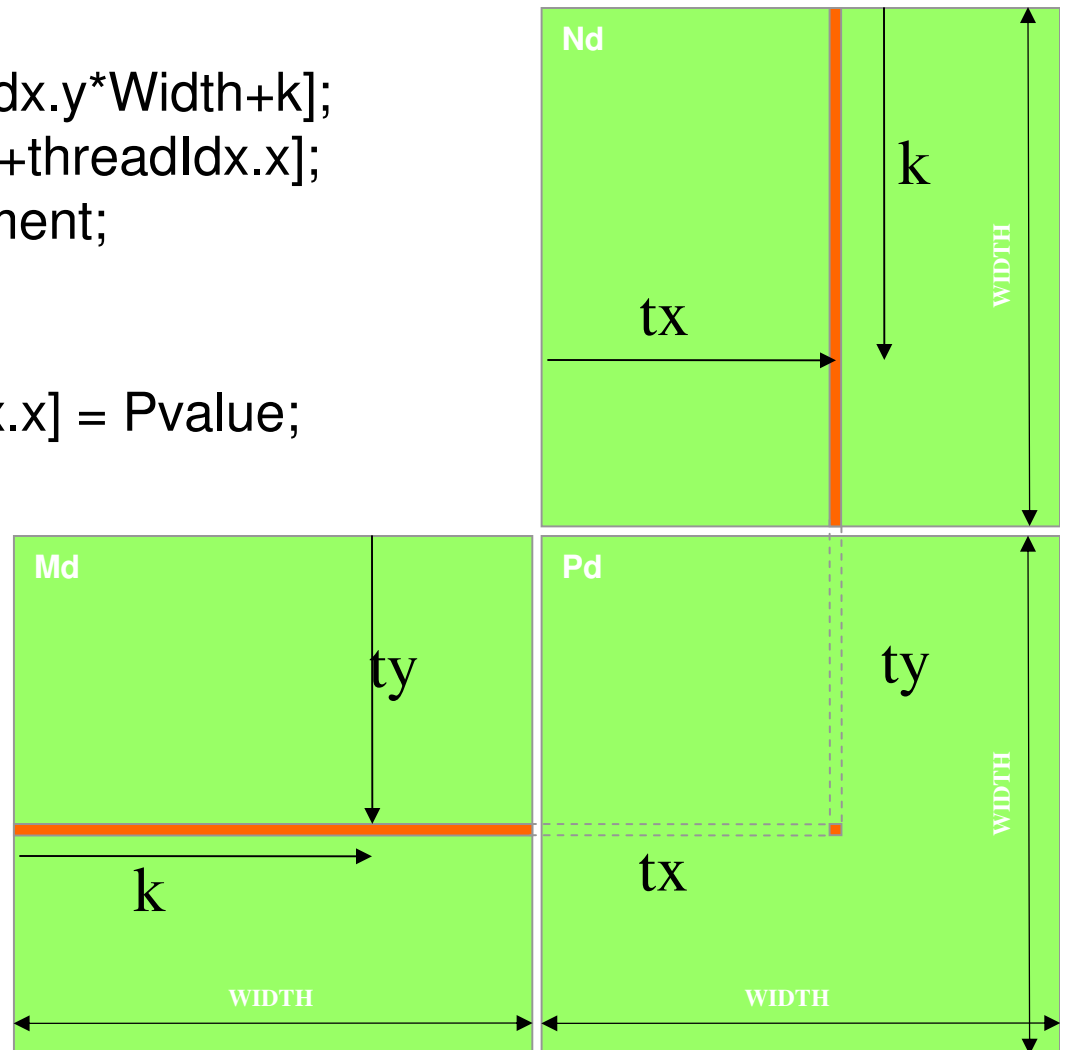 dx.y*Width+k];
+threadIdx.x];
nent;
x.x] = Pvalue;
Nd
k
WIDTH
tx
Md
Pd
ty
ty
WIDTH
k
tx
WIDTH
WIDTH